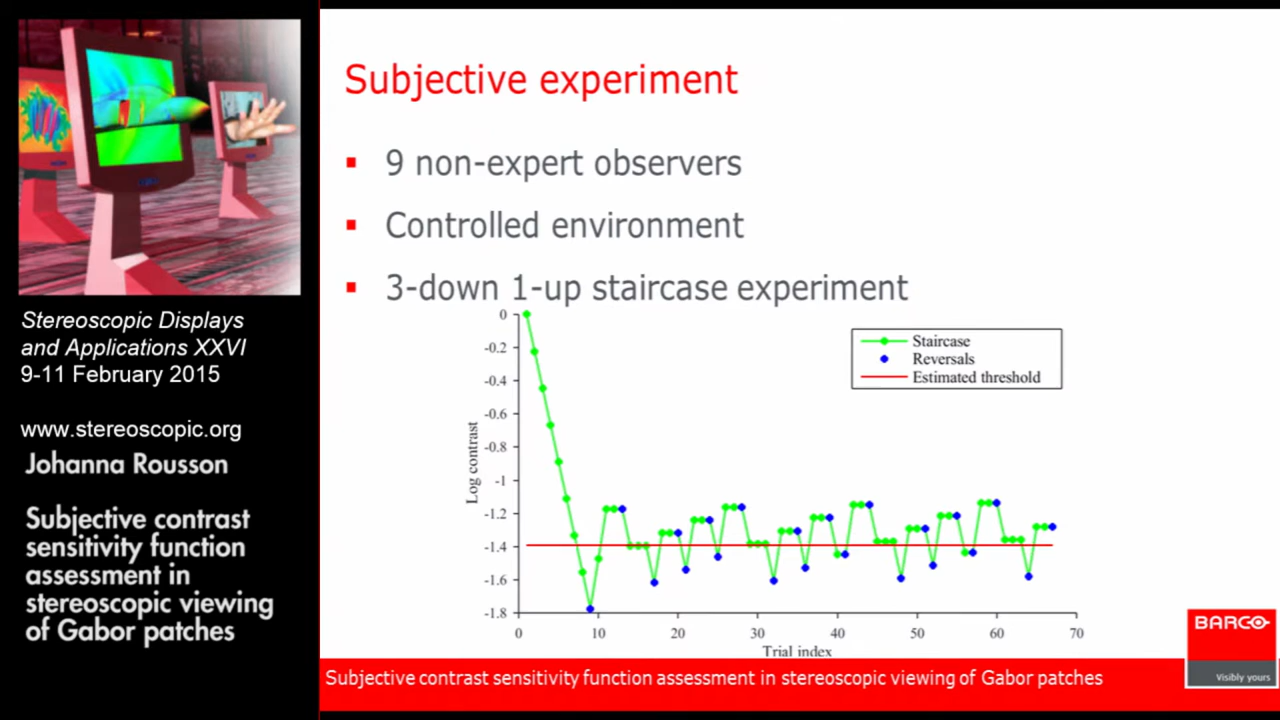 Stereoscopic Displays
and Applications XXVI
9-11 February 2015
www.stereoscopic.org
Johanna Rousson
Subjective contrast
sensitivity function
assessment in
stereoscopic viewing
of Gabor patches
Subjective experiment
9 non-expert observers
Controlled environment
3-down 1-up staircase experiment
Staircase
Reversals
Estimated threshold
Log contrast
0
-0.2
-0.4
-0.6
-0.8
-1
-1.2
-1.4
-1.6
-1.8
0 10 20 30 40 50 60 70
Trial index
BARCO
Visibly yours
Subjective contrast sensitivity function assessment in stereoscopic viewing of Gabor patches